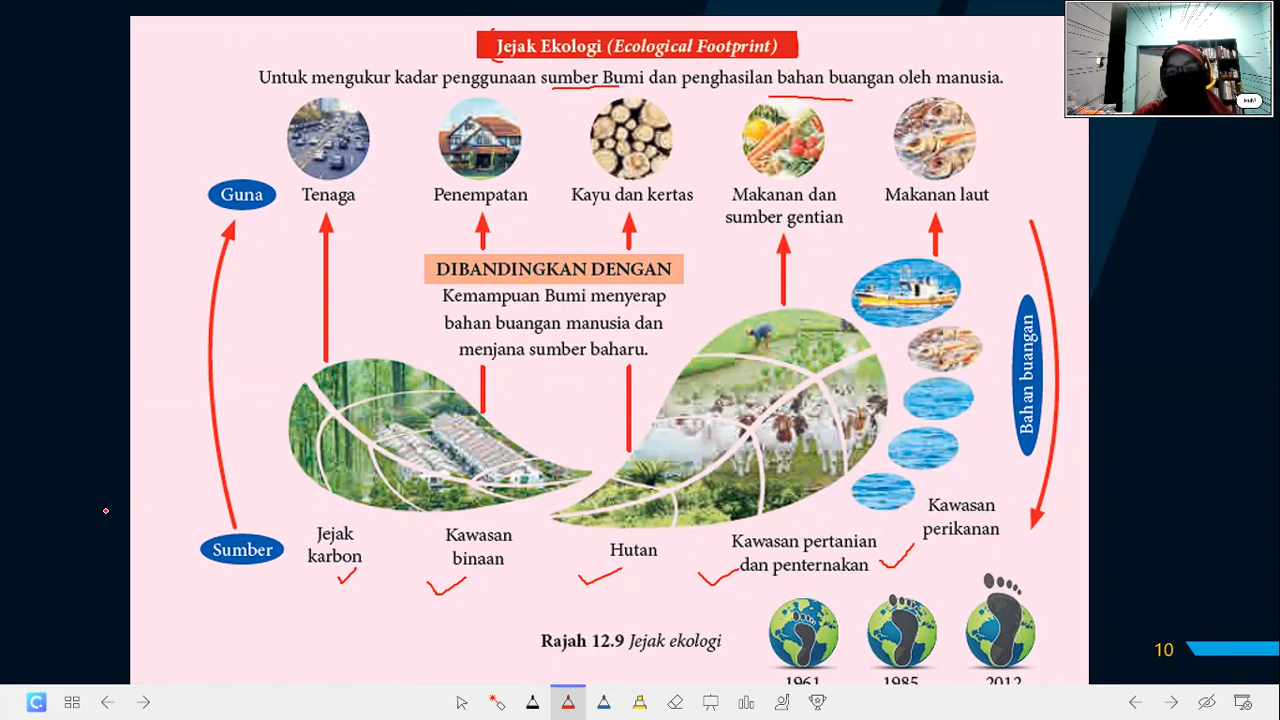 Jejak Ekologi (Ecological Footprint)
Untuk mengukur kadar penggunaan sumber Bumi dan penghasilan bahan buangan oleh manusia.
Guna
Tenaga
Penempatan
Kayu dan kertas
Makanan dan
sumber gentian
Makanan laut
DIBANDINGKAN DENGAN
Kemampuan Bumi menyerap
bahan buangan manusia dan
menjana sumber baharu.
Bahan buangan
Sumber
Jejak
karbon
Kawasan
binaan
Hutan
Kawasan pertanian
dan penternakan
Kawasan
perikanan
Rajah 12.9 Jejak ekologi
1961
1985
2012
10